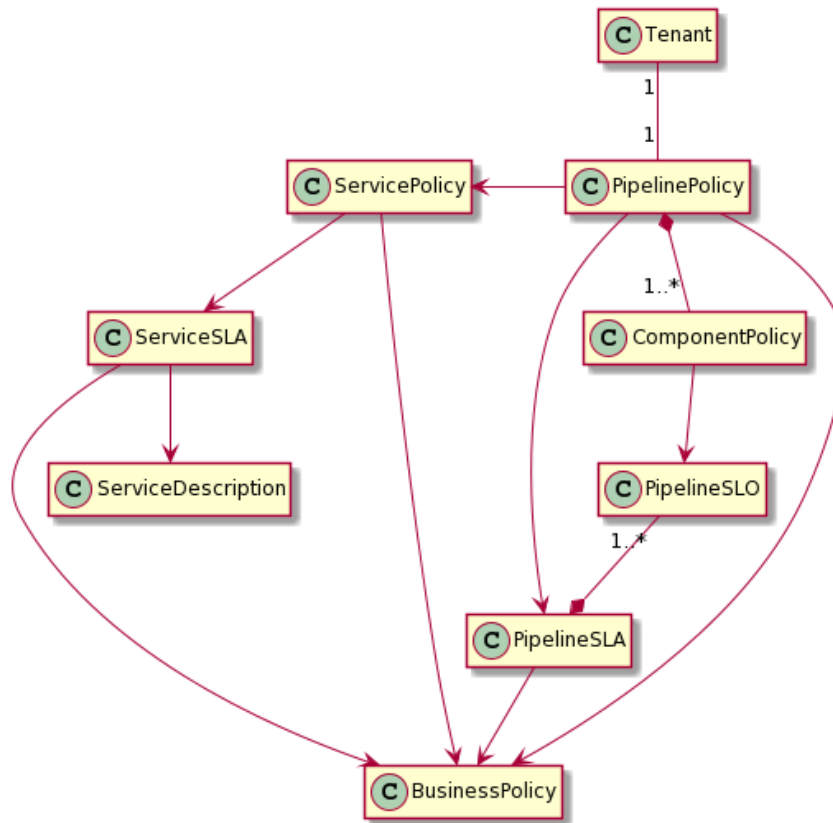 C Tenant
1
1
C ServicePolicy
C PipelinePolicy
1..*
C ServiceSLA
C ComponentPolicy
C ServiceDescription
C PipelineSLO
1..*
C PipelineSLA
C BusinessPolicy